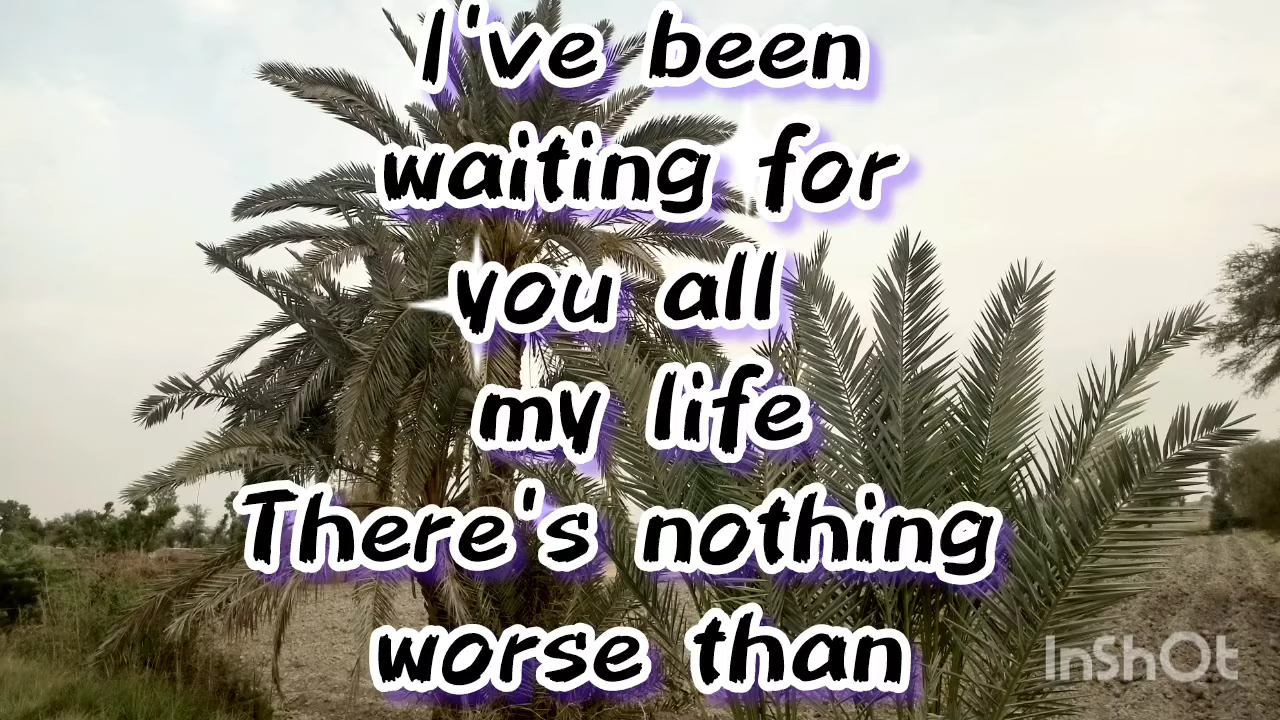 I've been
waiting for
you all
my life
There's nothing
worse than
InShOt